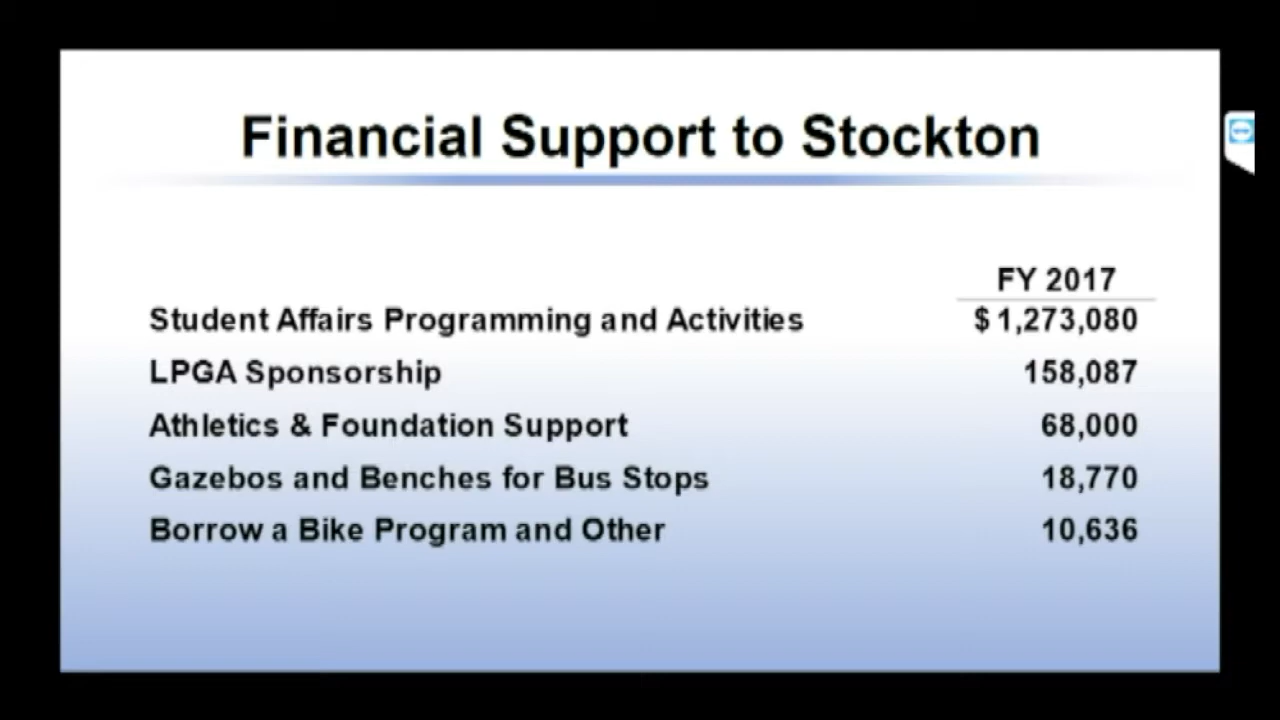 Financial Support to Stockton
FY 2017
Student Affairs Programming and Activities $ 1,273,080
LPGA Sponsorship 158,087
Athletics & Foundation Support 68,000
Gazebos and Benches for Bus Stops 18,770
Borrow a Bike Program and Other 10,636